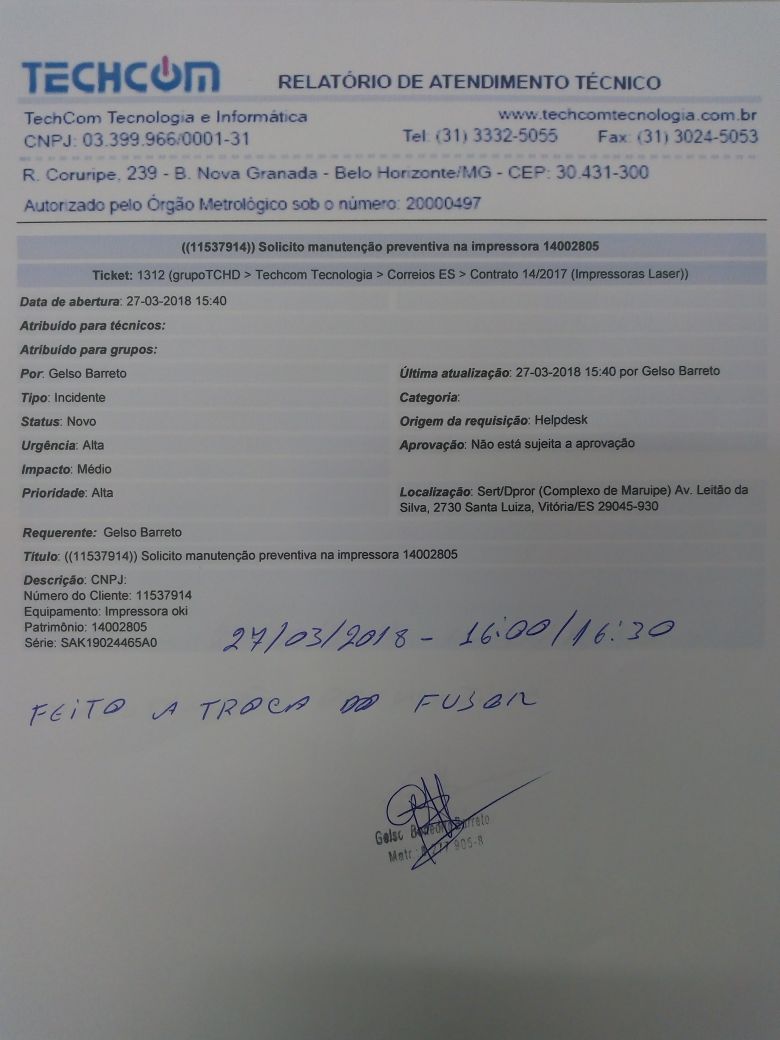 TECHCOM
RELATÓRIO DE ATENDIMENTO TÉCNICO
TechCom Tecnologia e Informática
www.techcomtecnologia.com.br
CNPJ: 03.399.966/0001-31
Tel: (31) 3332-5055 Fax: (31) 3024-5053
R. Coruripe, 239 - B. Nova Granada - Belo Horizonte/MG - CEP: 30.431-300
Autorizado pelo Órgão Metrológico sob o número: 20000497
((11537914)) Solicito manutenção preventiva na impressora 14002805
Ticket: 1312 (grupoTCHD > Techcom Tecnologia > Correios ES > Contrato 14/2017 (Impressoras Laser))
Data de abertura: 27-03-2018 15:40
Atribuído para técnicos:
Atribuído para grupos:
Por: Gelso Barreto
Última atualização: 27-03-2018 15:40 por Gelso Barreto
Tipo: Incidente
Categoria:
Status: Novo
Origem da requisição: Helpdesk
Urgência: Alta
Aprovação: Não está sujeita a aprovação
Impacto: Médio
Prioridade: Alta
Localização: Sert/Dpror (Complexo de Maruipe) Av. Leitão da
Silva, 2730 Santa Luiza, Vitória/ES 29045-930
Requerente: Gelso Barreto
Título: ((11537914)) Solicito manutenção preventiva na impressora 14002805
Descrição: CNPJ:
Número do Cliente: 11537914
Equipamento: Impressora oki
Patrimônio: 14002805
Série: SAK19024465A0
27/03/2018 - 16:00/16:30
FEITO A TROCA DO FUSOR
Gelso Barreto
Matr.